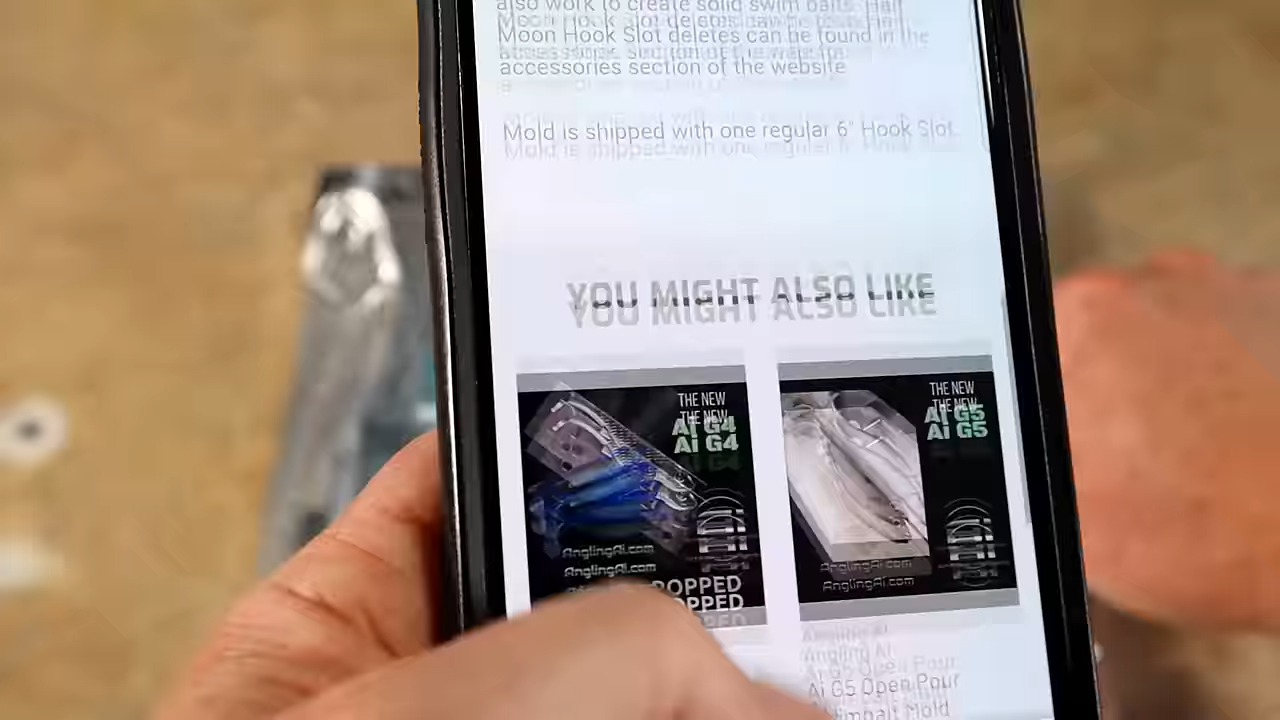 also work to create solid swim baits. Half
Moon Hook Slot deletes can be found in the
accessories section of the website
Mold is shipped with one regular 6" Hook Slot.
YOU MIGHT ALSO LIKE
THE NEW
Ai G4
AnglingAi.com
THE NEW
Ai G5
Ai
AnglingAi.com
Angling AI
Ai G5 Open Pour
Mold